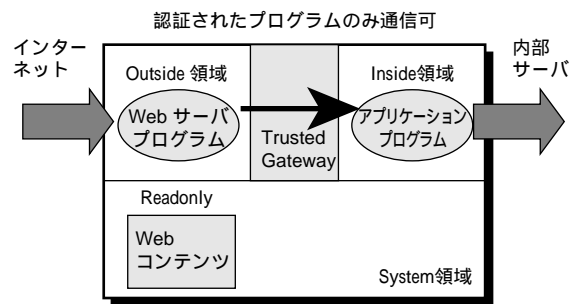 認証されたプログラムのみ通信可
インター
ネット
Outside 領域
Inside領域
内部
サーバ
Web サーバ
プログラム
Trusted
Gateway
アプリケーション
プログラム
Readonly
Web
コンテンツ
System領域